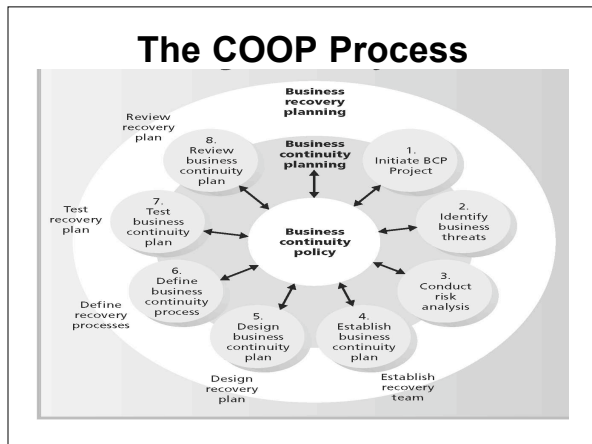 The COOP Process
Business
recovery
planning
Review
recovery
plan
8.
Review
business
continuity
plan
Business
continuity
planning
1.
Initiate BCP
Project
7.
Test
business
continuity
plan
Test
recovery
plan
Business
continuity
policy
2.
Identify
business
threats
6.
Define
business
continuity
process
3.
Conduct
risk
analysis
Define
recovery
processes
5.
Design
business
continuity
plan
4.
Establish
business
continuity
plan
Design
recovery
plan
Establish
recovery
team